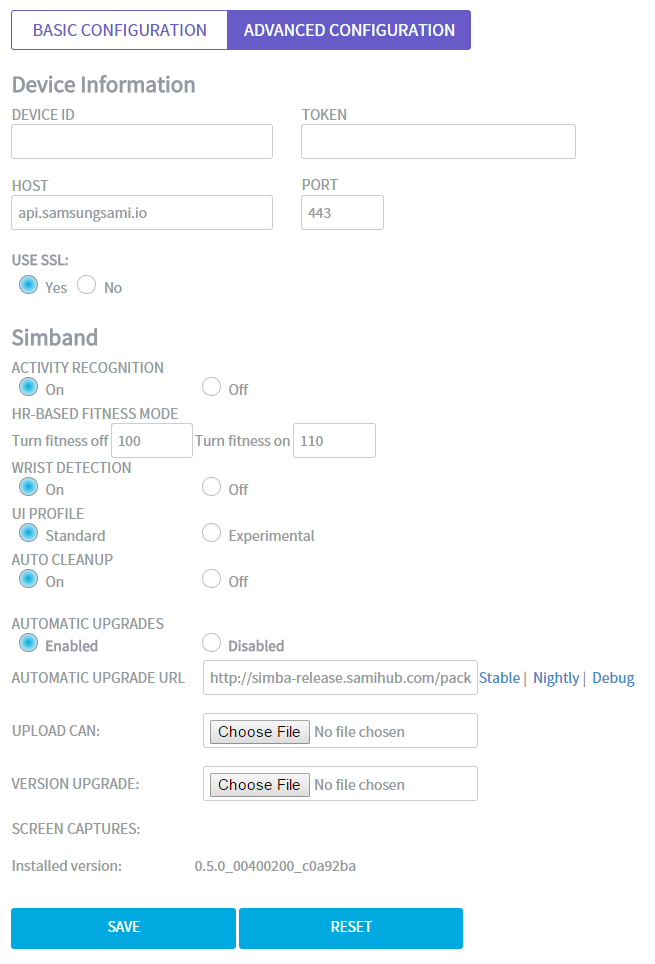 BASIC CONFIGURATION ADVANCED CONFIGURATION
Device Information
DEVICE ID TOKEN
HOST PORT
api.samsungsami.io 443
USE SSL:
Yes No
Simband
ACTIVITY RECOGNITION
On Off
HR-BASED FITNESS MODE
Turn fitness off 100 Turn fitness on 110
WRIST DETECTION
On Off
UI PROFILE
Standard Experimental
AUTO CLEANUP
On Off
AUTOMATIC UPGRADES
Enabled Disabled
AUTOMATIC UPGRADE URL http://simba-release.samihub.com/pack Stable | Nightly | Debug
UPLOAD CAN: Choose File No file chosen
VERSION UPGRADE: Choose File No file chosen
SCREEN CAPTURES:
Installed version: 0.5.0_00400200_c0a92ba
SAVE RESET